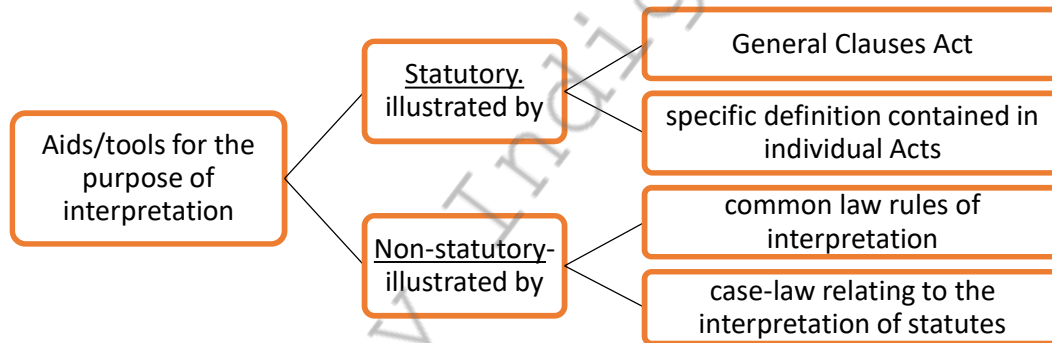 Aids/tools for the
purpose of
interpretation
Statutory.
illustrated by
General Clauses Act
specific definition contained in
individual Acts
Non-statutory-
illustrated by
common law rules of
interpretation
case-law relating to the
interpretation of statutes